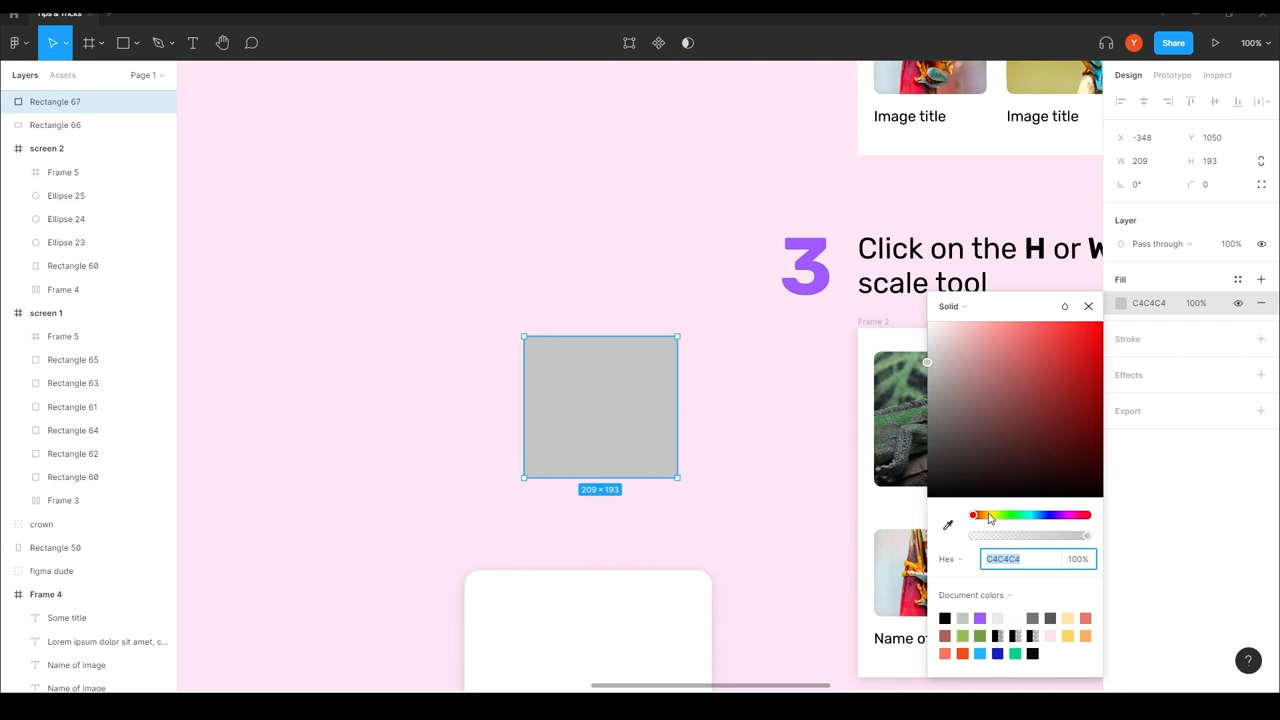 Tips & Tricks
Share
100%
Layers
Assets
Page 1
Rectangle 67
Rectangle 66
screen 2
Frame 5
Ellipse 25
Ellipse 24
Ellipse 23
Rectangle 60
Frame 4
screen 1
Frame 5
Rectangle 65
Rectangle 63
Rectangle 61
Rectangle 64
Rectangle 62
Rectangle 60
Frame 3
crown
Rectangle 50
figma dude
Frame 4
Some title
Lorem ipsum dolor sit amet, c...
Name of image
Name of image
Image title
Image title
3
Click on the H or W
scale tool
Frame 2
209 × 193
Name of
Y
Design
Prototype
Inspect
X -348
Y 1050
W 209
H 193
0°
0
Layer
Pass through
100%
Fill
C4C4C4
100%
Stroke
Effects
Export
Solid
Hex
C4C4C4
100%
Document colors
?